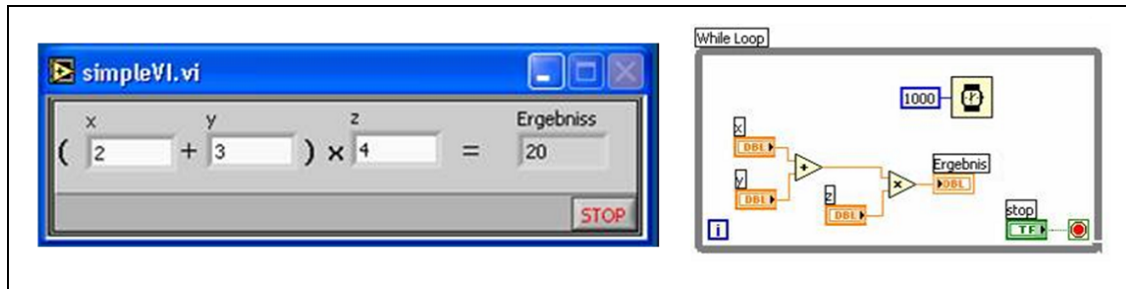 simpleVI.vi
x y z Ergebniss
( 2 + 3 ) x 4 = 20
STOP
While Loop
1000
x
DBL
+
y
DBL
z
DBL
x
Ergebnis
DBL
stop
TF
i